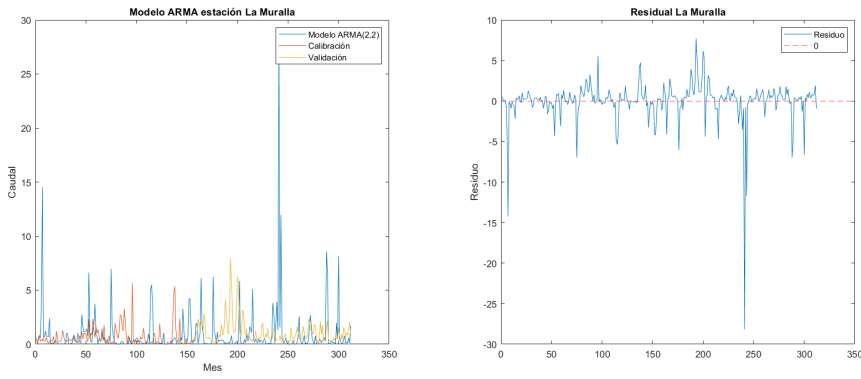 Modelo ARMA estación La Muralla
30
25
20
15
10
5
0
Caudal
0 50 100 150 200 250 300 350
Mes
Modelo ARMA(2,2)
Calibración
Validación
Residual La Muralla
10
5
0
-5
-10
-15
-20
-25
-30
Residuo
0 50 100 150 200 250 300 350
Residuo
0